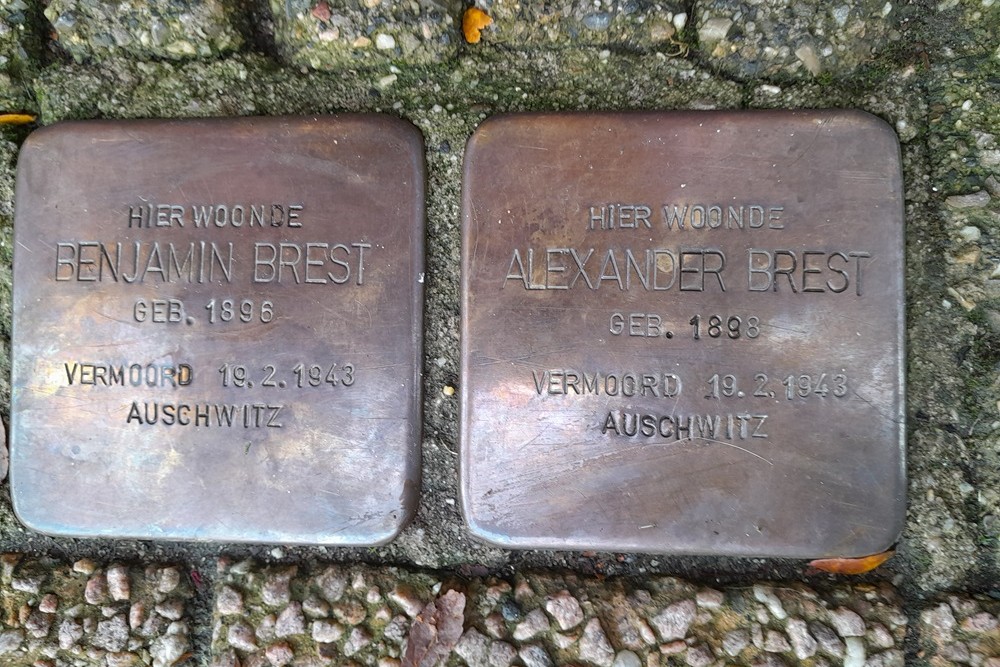 HIER WOONDE
BENJAMIN BREST
GEB. 1896
VERMOORD 19.2.1943
AUSCHWITZ
HIER WOONDE
ALEXANDER BREST
GEB. 1898
VERMOORD 19.2.1943
AUSCHWITZ